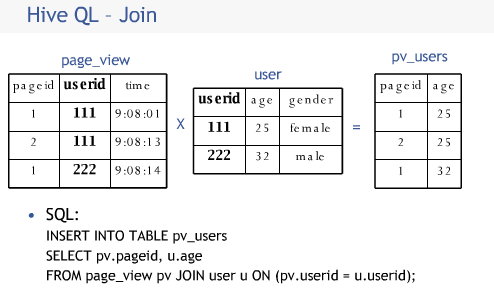 Hive QL – Join
page_view
user
pv_users
pageid userid time
1 111 9:08:01
2 111 9:08:13
1 222 9:08:14
X
userid age gender
111 25 female
222 32 male
=
pageid age
1 25
2 25
1 32
• SQL:
INSERT INTO TABLE pv_users
SELECT pv.pageid, u.age
FROM page_view pv JOIN user u ON (pv.userid = u.userid);